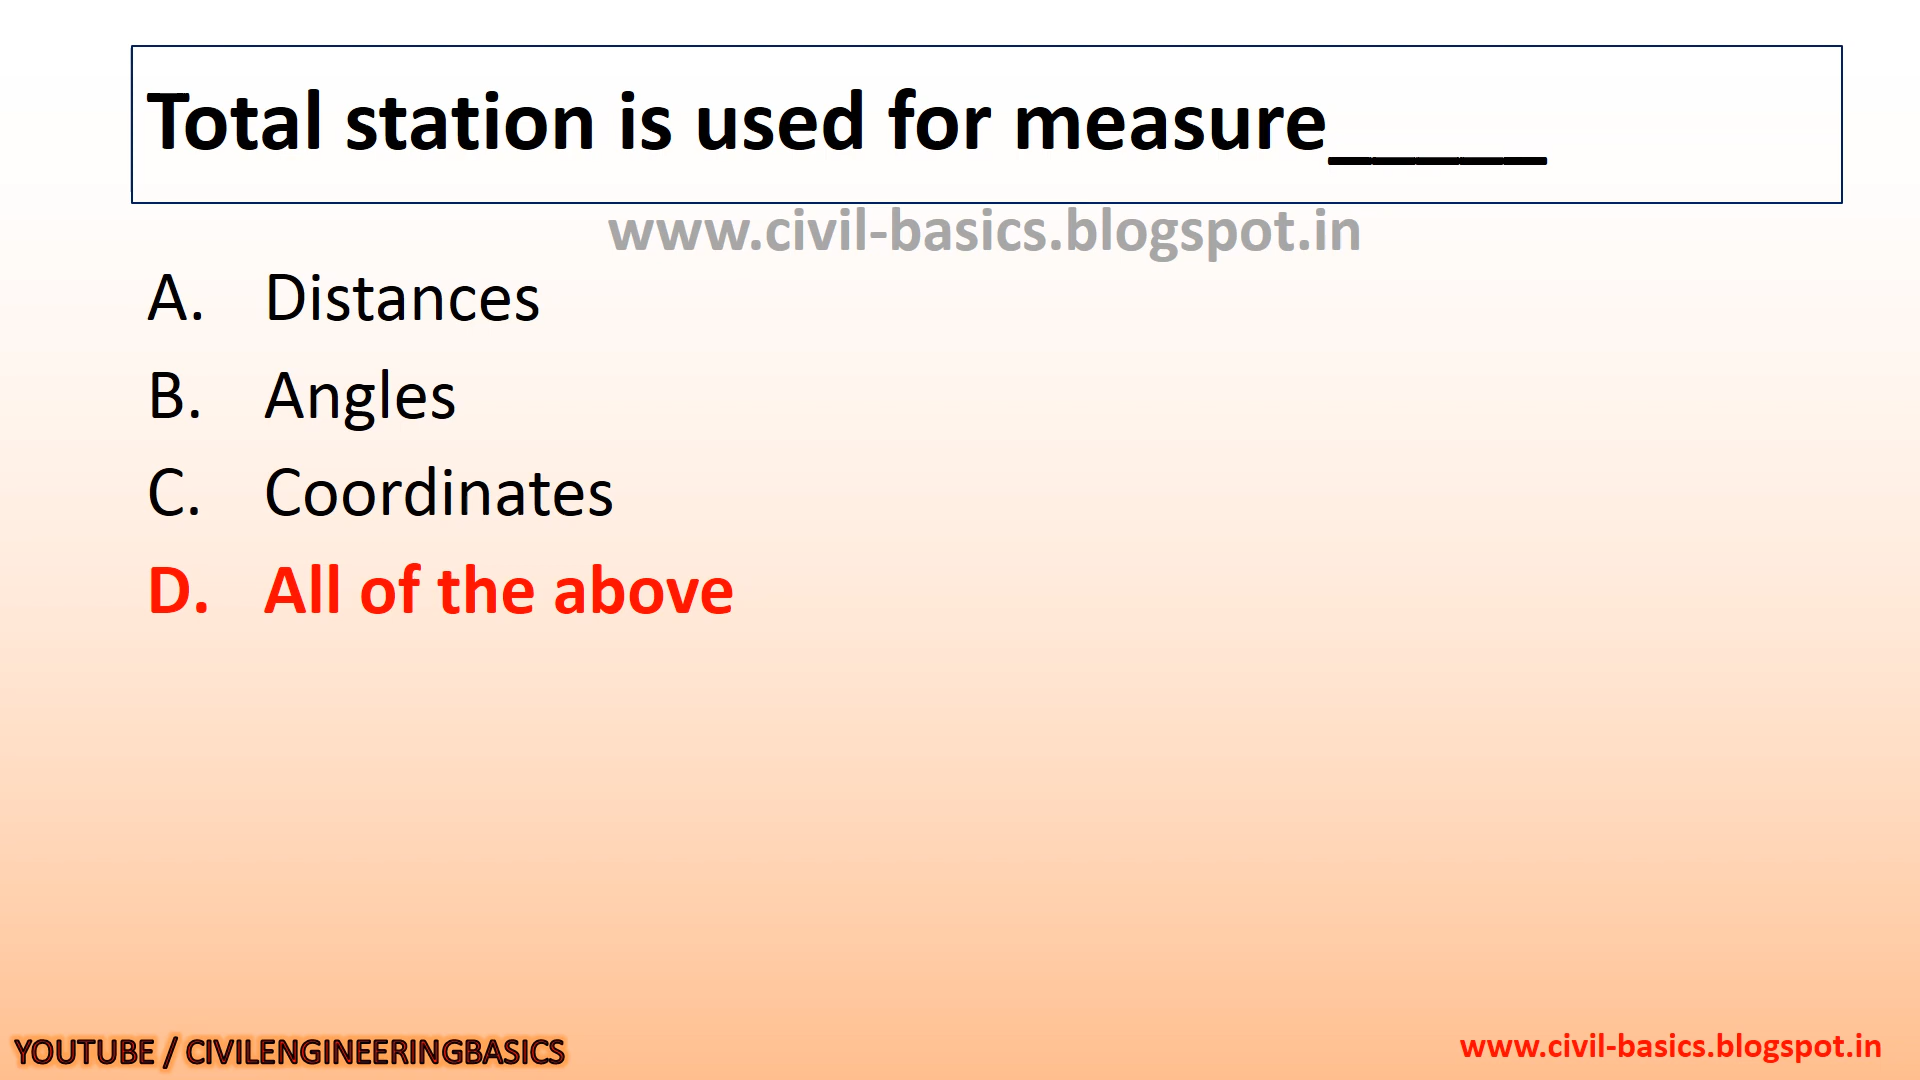 Total station is used for measure_____
www.civil-basics.blogspot.in
A. Distances
B. Angles
C. Coordinates
D. All of the above
YOUTUBE / CIVILENGINEERINGBASICS
www.civil-basics.blogspot.in